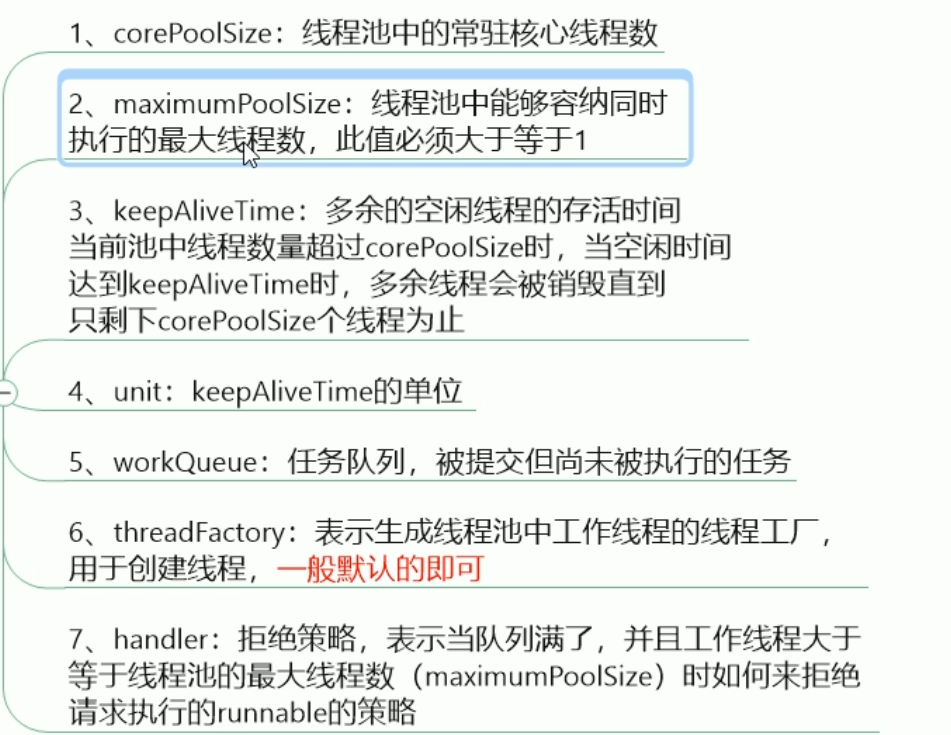 1、corePoolSize：线程池中的常驻核心线程数
2、maximumPoolSize：线程池中能够容纳同时
执行的最大线程数，此值必须大于等于1
3、keepAliveTime：多余的空闲线程的存活时间
当前池中线程数量超过corePoolSize时，当空闲时间
达到keepAliveTime时，多余线程会被销毁直到
只剩下corePoolSize个线程为止
4、unit：keepAliveTime的单位
5、workQueue：任务队列，被提交但尚未被执行的任务
6、threadFactory：表示生成线程池中工作线程的线程工厂，
用于创建线程，一般默认的即可
7、handler：拒绝策略，表示当队列满了，并且工作线程大于
等于线程池的最大线程数（maximumPoolSize）时如何来拒绝
请求执行的runnable的策略